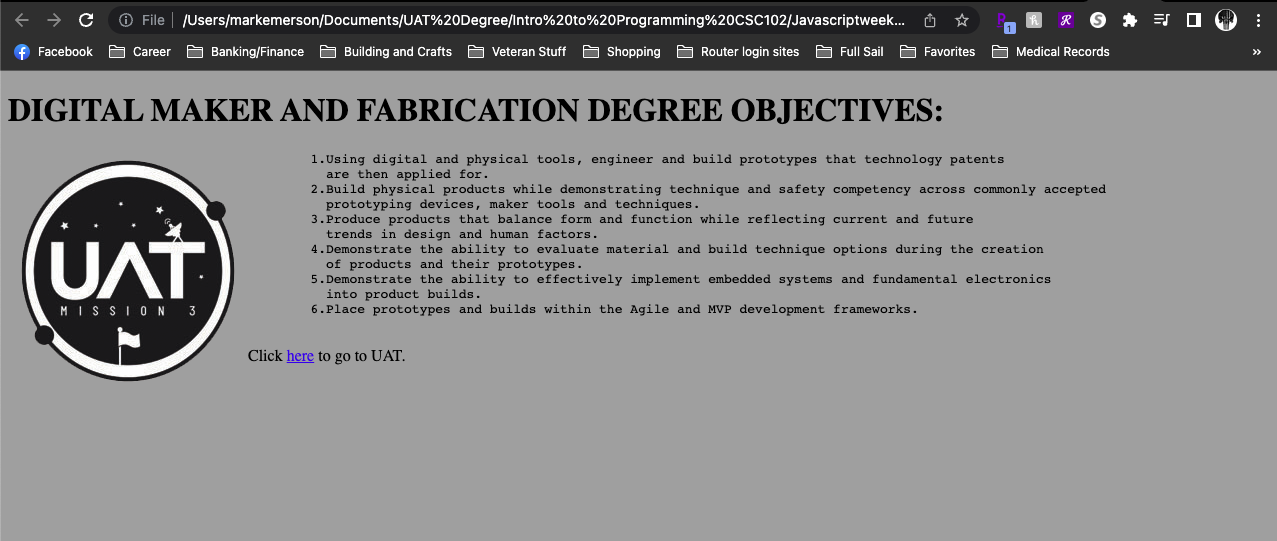 File
/Users/markemerson/Documents/UAT%20Degree/Intro%20to%20Programming%20CSC102/Javascriptweek...
1
Facebook Career Banking/Finance Building and Crafts Veteran Stuff Shopping Router login sites Full Sail Favorites Medical Records »
DIGITAL MAKER AND FABRICATION DEGREE OBJECTIVES:
1.Using digital and physical tools, engineer and build prototypes that technology patents
are then applied for.
2.Build physical products while demonstrating technique and safety competency across commonly accepted
prototyping devices, maker tools and techniques.
3.Produce products that balance form and function while reflecting current and future
trends in design and human factors.
4.Demonstrate the ability to evaluate material and build technique options during the creation
of products and their prototypes.
5.Demonstrate the ability to effectively implement embedded systems and fundamental electronics
into product builds.
6.Place prototypes and builds within the Agile and MVP development frameworks.
UAT
MISSION 3
Click here to go to UAT.